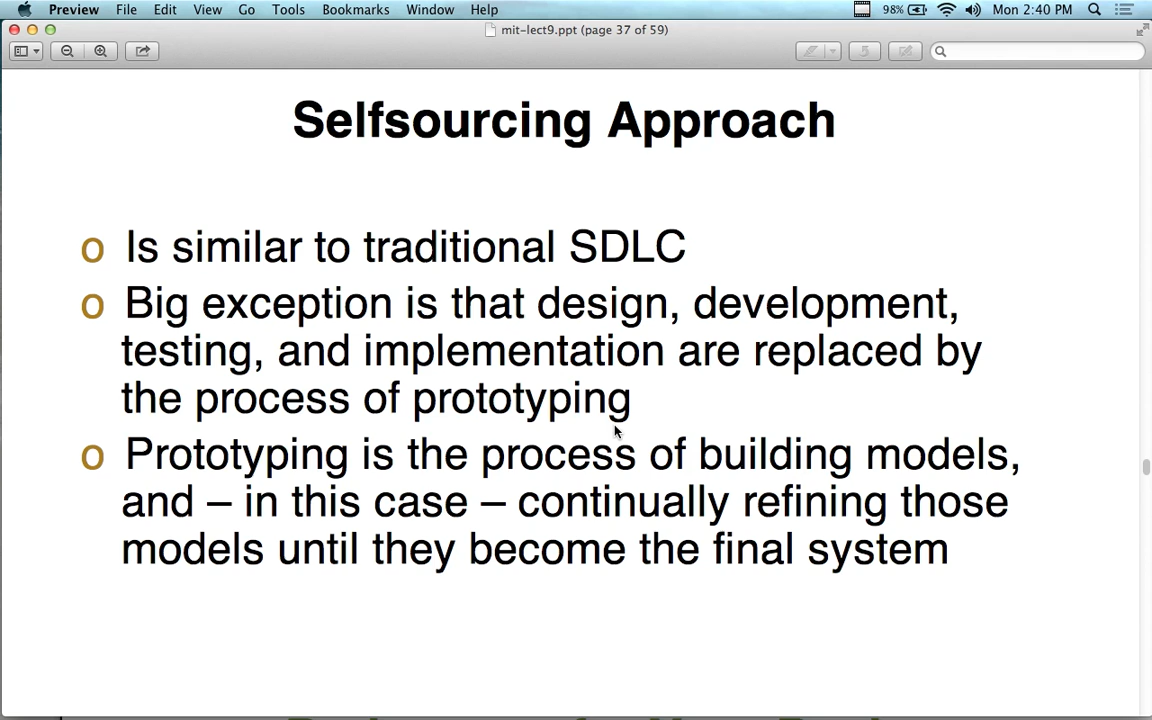 Preview File Edit View Go Tools Bookmarks Window Help 98% Mon 2:40 PM
mit-lect9.ppt (page 37 of 59)
Selfsourcing Approach
o Is similar to traditional SDLC
o Big exception is that design, development,
testing, and implementation are replaced by
the process of prototyping
o Prototyping is the process of building models,
and – in this case – continually refining those
models until they become the final system